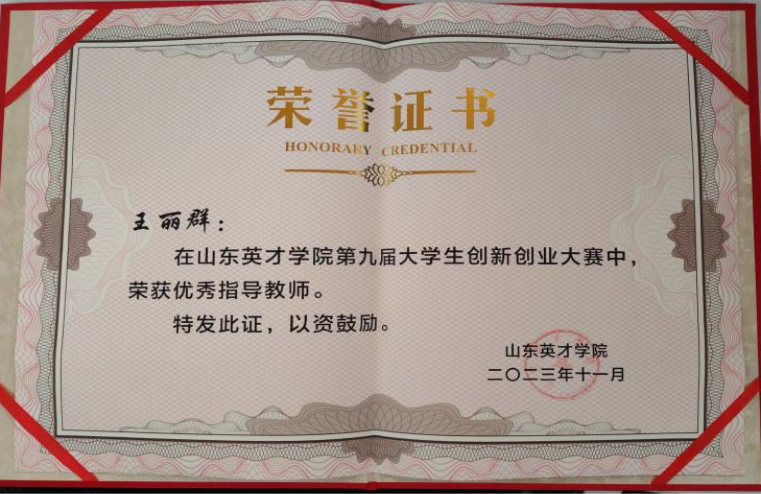 荣誉证书
HONORARY CREDENTIAL
王丽群：
在山东英才学院第九届大学生创新创业大赛中，
荣获优秀指导教师。
特发此证，以资鼓励。
山东英才学院
二〇二三年十一月